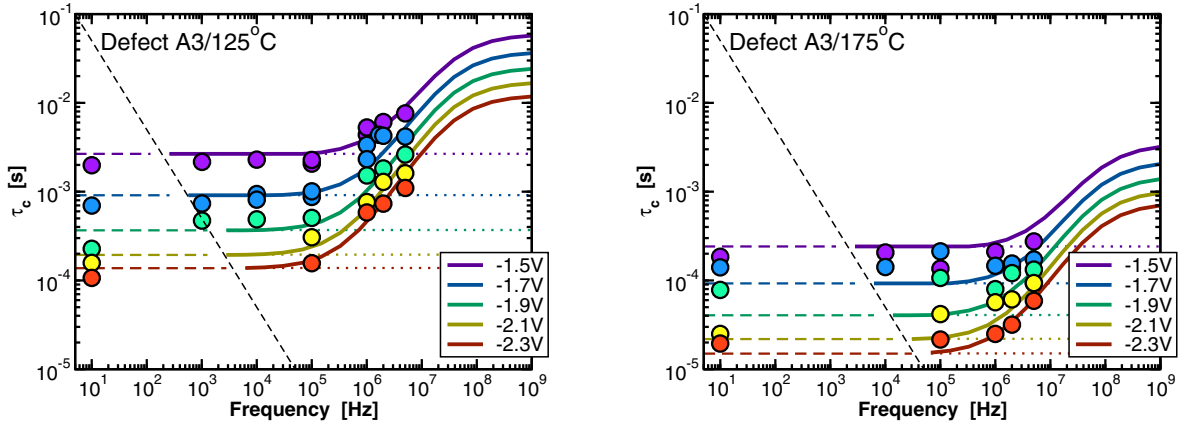 Defect A3/125°C
10⁻¹
10⁻²
10⁻³
10⁻⁴
10⁻⁵
τc [s]
10¹ 10² 10³ 10⁴ 10⁵ 10⁶ 10⁷ 10⁸ 10⁹
Frequency [Hz]
-1.5V
-1.7V
-1.9V
-2.1V
-2.3V
Defect A3/175°C
10⁻¹
10⁻²
10⁻³
10⁻⁴
10⁻⁵
τc [s]
10¹ 10² 10³ 10⁴ 10⁵ 10⁶ 10⁷ 10⁸ 10⁹
Frequency [Hz]
-1.5V
-1.7V
-1.9V
-2.1V
-2.3V